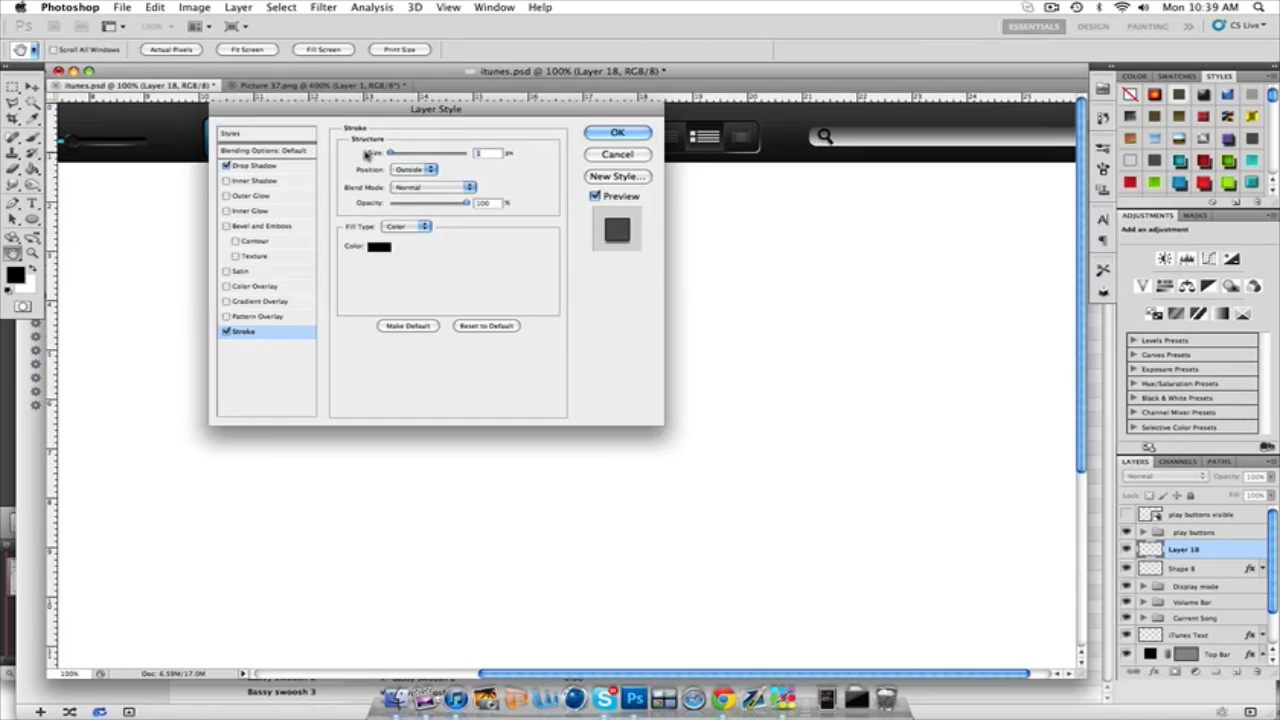 Photoshop File Edit Image Layer Select Filter Analysis 3D View Window Help Mon 10:39 AM
Ps 100% ESSENTIALS DESIGN PAINTING CS Live
Scroll All Windows Actual Pixels Fit Screen Fill Screen Print Size
itunes.psd @ 100% (Layer 18, RGB/8) *
itunes.psd @ 100% (Layer 18, RGB/8) * Picture 37.png @ 400% (Layer 1, RGB/8*) *
COLOR SWATCHES STYLES
Layer Style
Styles
Blending Options: Default
Drop Shadow
Inner Shadow
Outer Glow
Inner Glow
Bevel and Emboss
Contour
Texture
Satin
Color Overlay
Gradient Overlay
Pattern Overlay
Stroke
Stroke
Structure
Size: px
Position: Outside
Blend Mode: Normal
Opacity: 100 %
Fill Type: Color
Color:
Make Default Reset to Default
OK
Cancel
New Style...
Preview
ADJUSTMENTS MASKS
Add an adjustment
Levels Presets
Curves Presets
Exposure Presets
Hue/Saturation Presets
Black & White Presets
Channel Mixer Presets
Selective Color Presets
LAYERS CHANNELS PATHS
Normal Opacity: 100%
Lock: Fill: 100%
play buttons visible
play buttons
Layer 18
Shape 8 fx
Display mode
Volume Bar
Current Song
iTunes Text fx
Top Bar fx
100% Doc: 6.59M/17.0M
Bassy swoosh 3